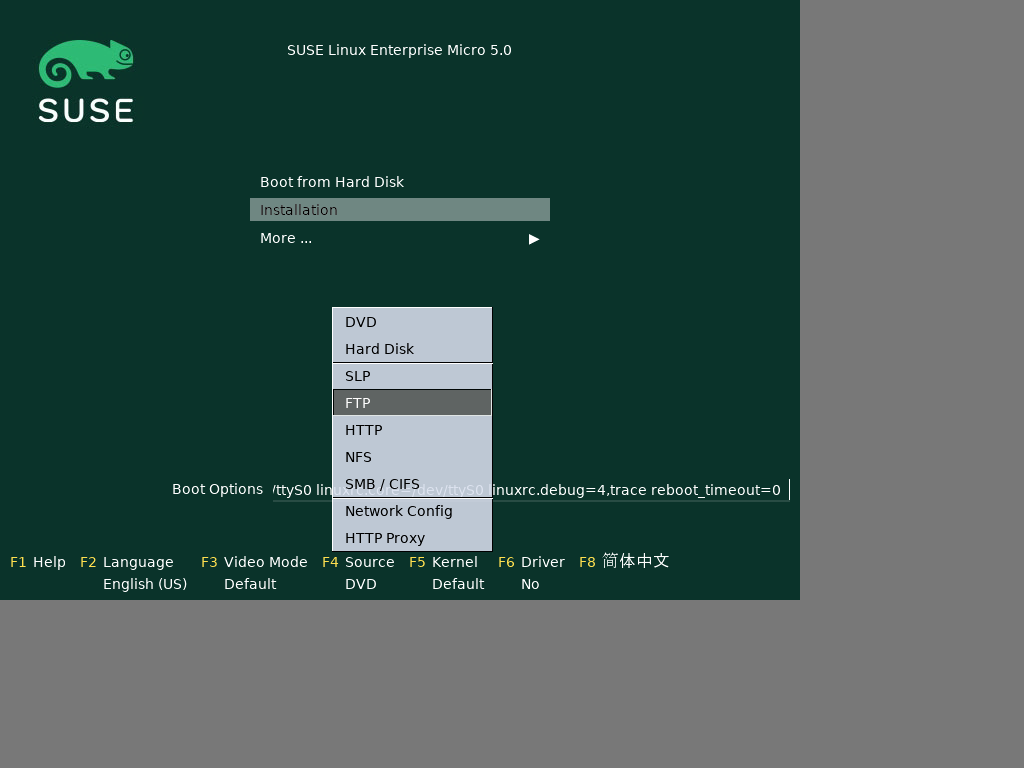 SUSE Linux Enterprise Micro 5.0
SUSE
Boot from Hard Disk
Installation
More ...
DVD
Hard Disk
SLP
FTP
HTTP
NFS
SMB / CIFS
Network Config
HTTP Proxy
Boot Options /ttyS0 linuxrc.core=/dev/ttyS0 linuxrc.debug=4,trace reboot_timeout=0
F1 Help F2 Language F3 Video Mode F4 Source F5 Kernel F6 Driver F8 简体中文
English (US) Default DVD Default No